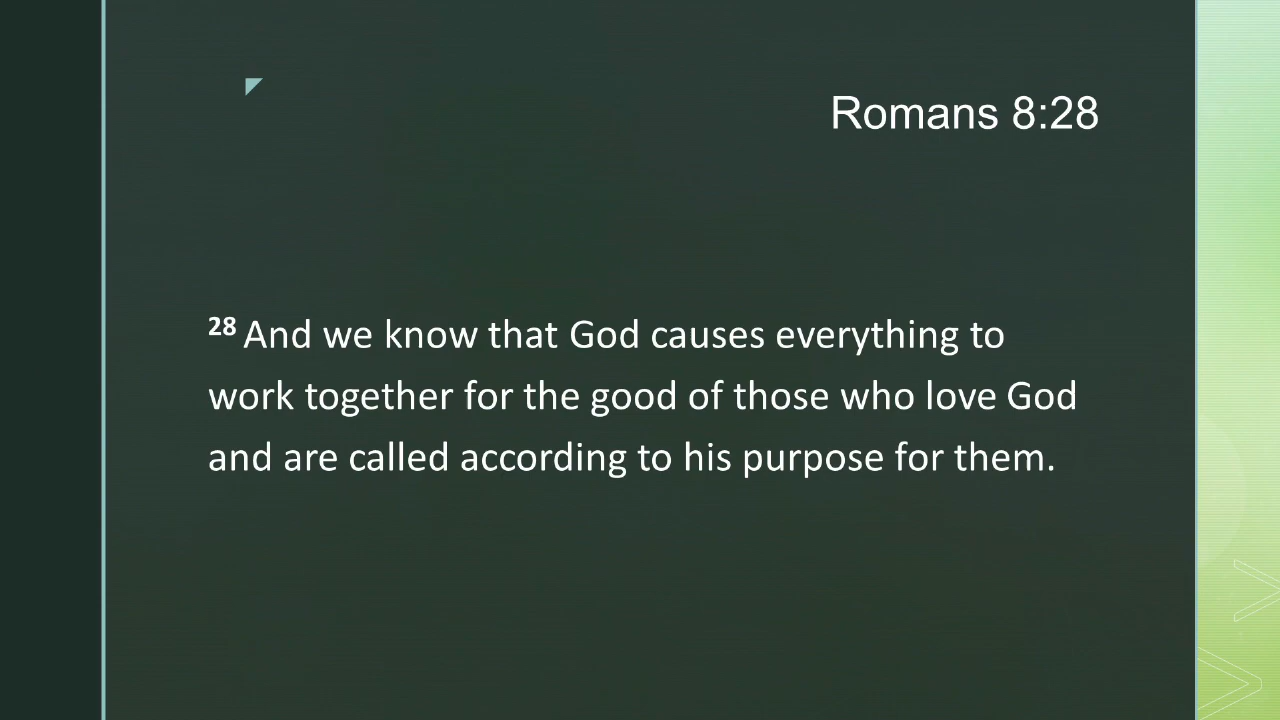 Romans 8:28
28 And we know that God causes everything to
work together for the good of those who love God
and are called according to his purpose for them.